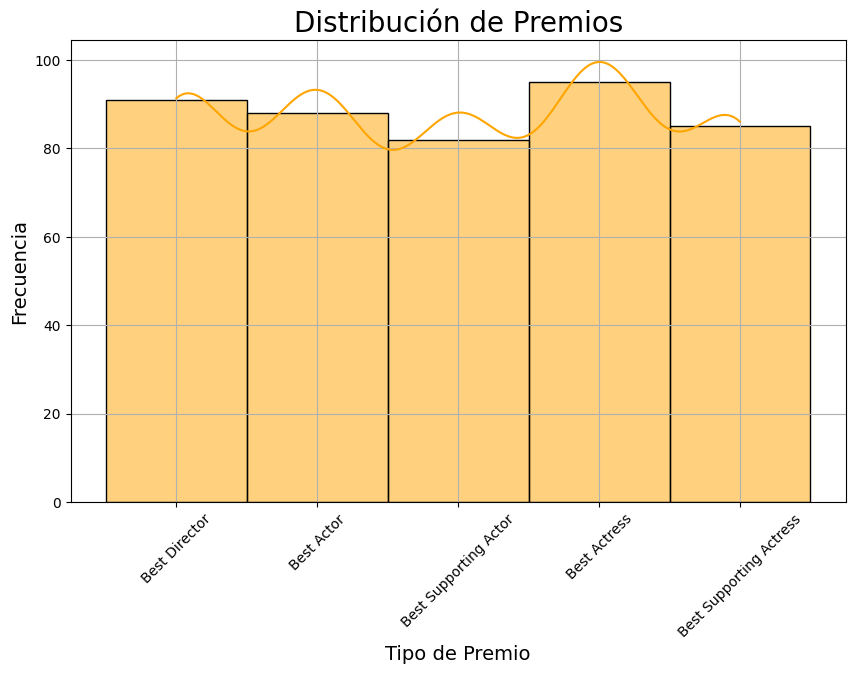 Distribución de Premios
Frecuencia
100
80
60
40
20
0
Best Director
Best Actor
Best Supporting Actor
Best Actress
Best Supporting Actress
Tipo de Premio